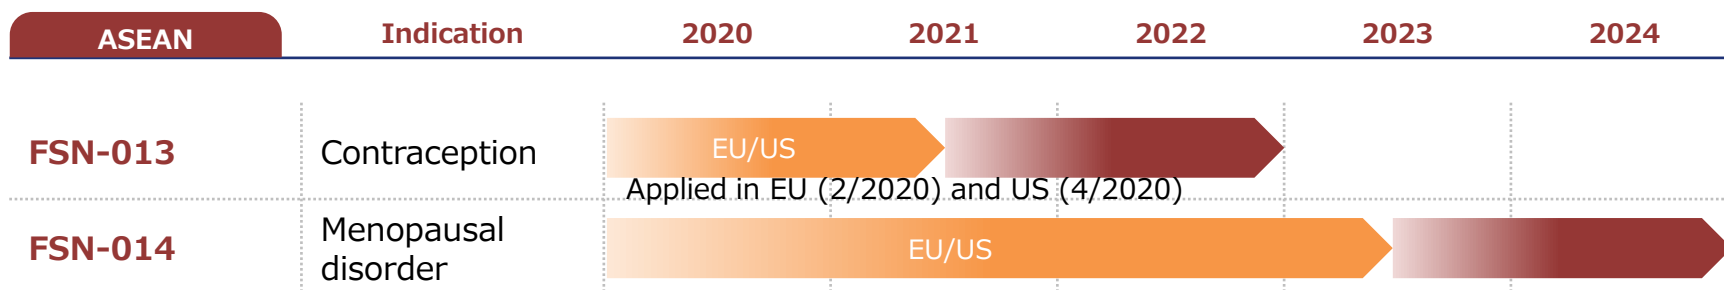 ASEAN Indication 2020 2021 2022 2023 2024
FSN-013 Contraception EU/US
Applied in EU (2/2020) and US (4/2020)
FSN-014 Menopausal disorder EU/US